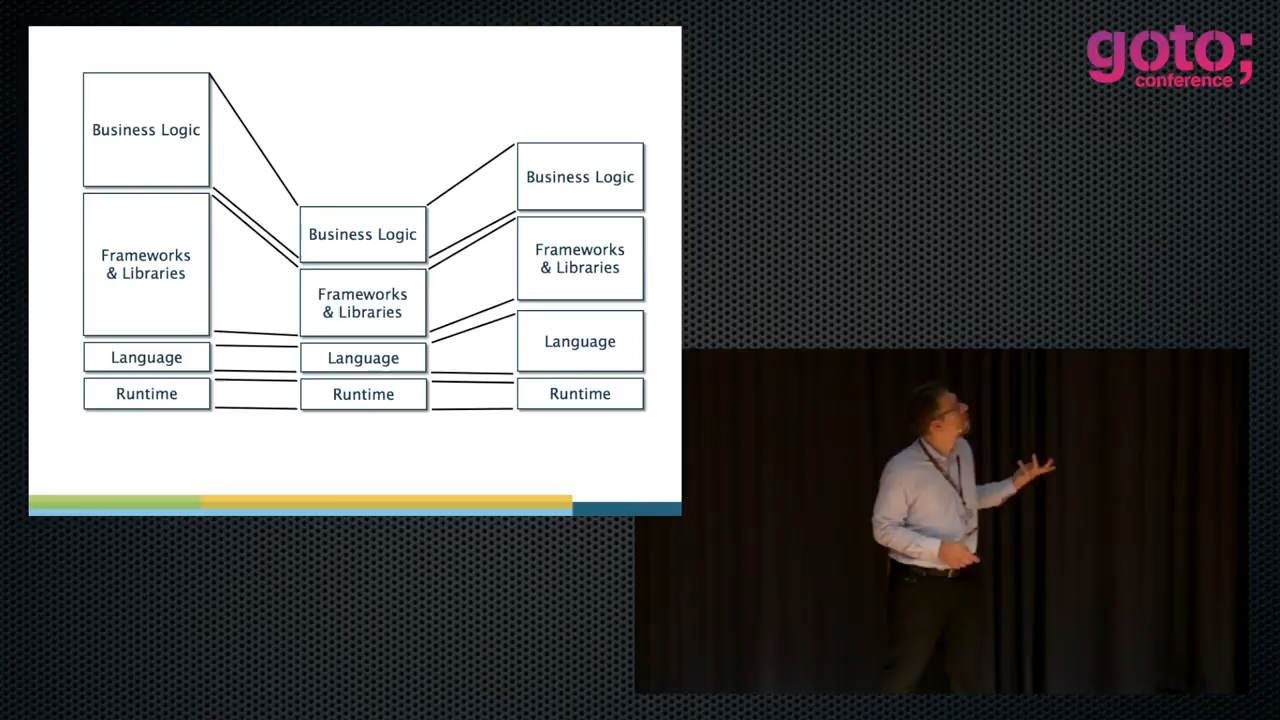 goto;
conference
Business Logic
Frameworks
& Libraries
Language
Runtime
Business Logic
Frameworks
& Libraries
Language
Runtime
Business Logic
Frameworks
& Libraries
Language
Runtime